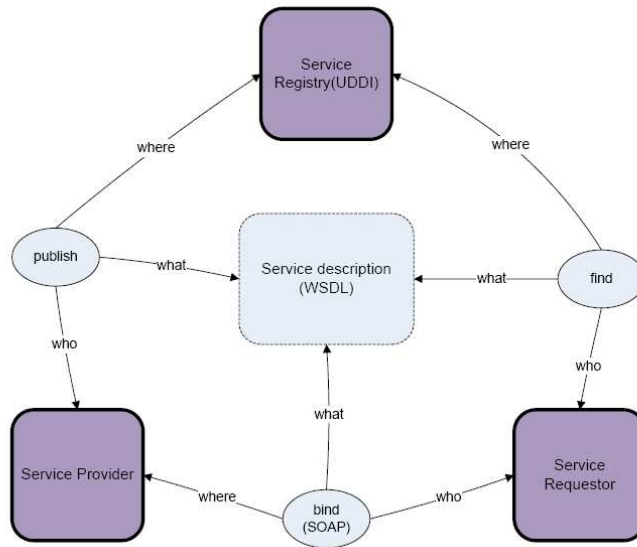 Service
Registry(UDDI)
where
where
publish
what
Service description
(WSDL)
what
find
who
who
what
Service Provider
where
bind
(SOAP)
who
Service
Requestor